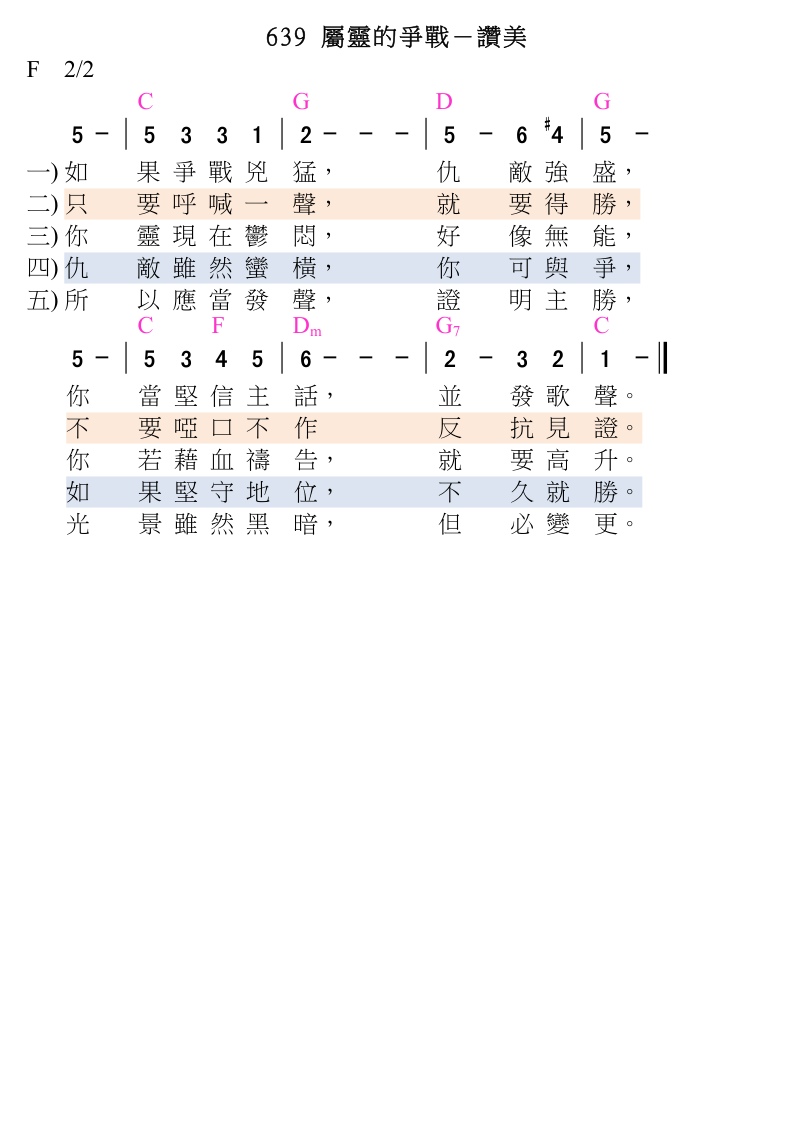 639 屬靈的爭戰－讚美
F 2/2
C G D G
5 － | 5 3 3 1 | 2 － － － | 5 － 6 #4 | 5 －
一) 如 果 爭 戰 兇 猛， 仇 敵 強 盛，
二) 只 要 呼 喊 一 聲， 就 要 得 勝，
三) 你 靈 現 在 鬱 悶， 好 像 無 能，
四) 仇 敵 雖 然 蠻 橫， 你 可 與 爭，
五) 所 以 應 當 發 聲， 證 明 主 勝，
C F Dm G7 C
5 － | 5 3 4 5 | 6 － － － | 2 － 3 2 | 1 － ‖
你 當 堅 信 主 話， 並 發 歌 聲。
不 要 啞 口 不 作 反 抗 見 證。
你 若 藉 血 禱 告， 就 要 高 升。
如 果 堅 守 地 位， 不 久 就 勝。
光 景 雖 然 黑 暗， 但 必 變 更。